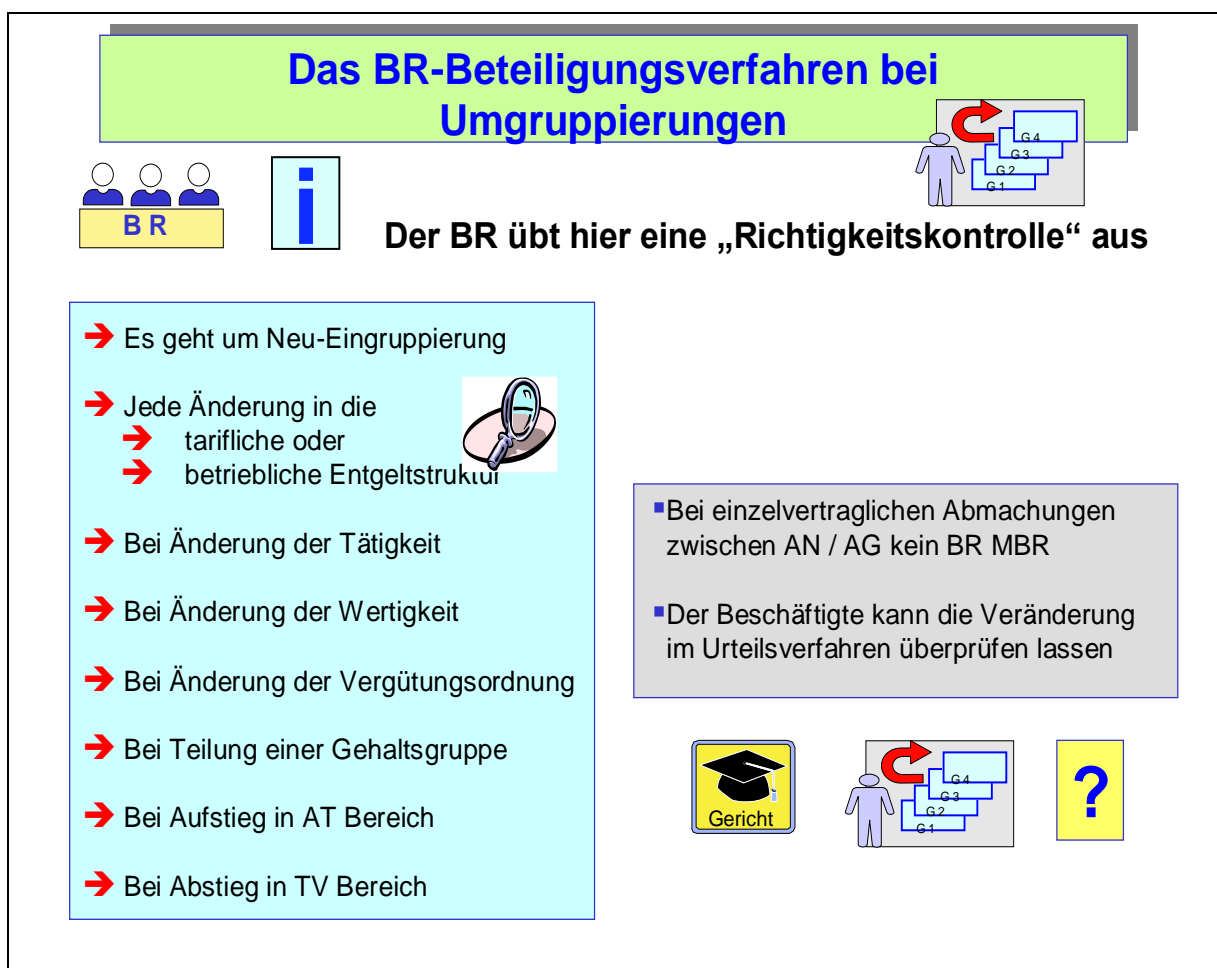 Das BR-Beteiligungsverfahren bei
Umgruppierungen
G 4
G 3
G 2
G 1
B R
i
Der BR übt hier eine „Richtigkeitskontrolle“ aus
Es geht um Neu-Eingruppierung
Jede Änderung in die
tarifliche oder
betriebliche Entgeltstruktur
Bei Änderung der Tätigkeit
Bei Änderung der Wertigkeit
Bei Änderung der Vergütungsordnung
Bei Teilung einer Gehaltsgruppe
Bei Aufstieg in AT Bereich
Bei Abstieg in TV Bereich
Bei einzelvertraglichen Abmachungen
zwischen AN / AG kein BR MBR
Der Beschäftigte kann die Veränderung
im Urteilsverfahren überprüfen lassen
Gericht
G 4
G 3
G 2
G 1
?